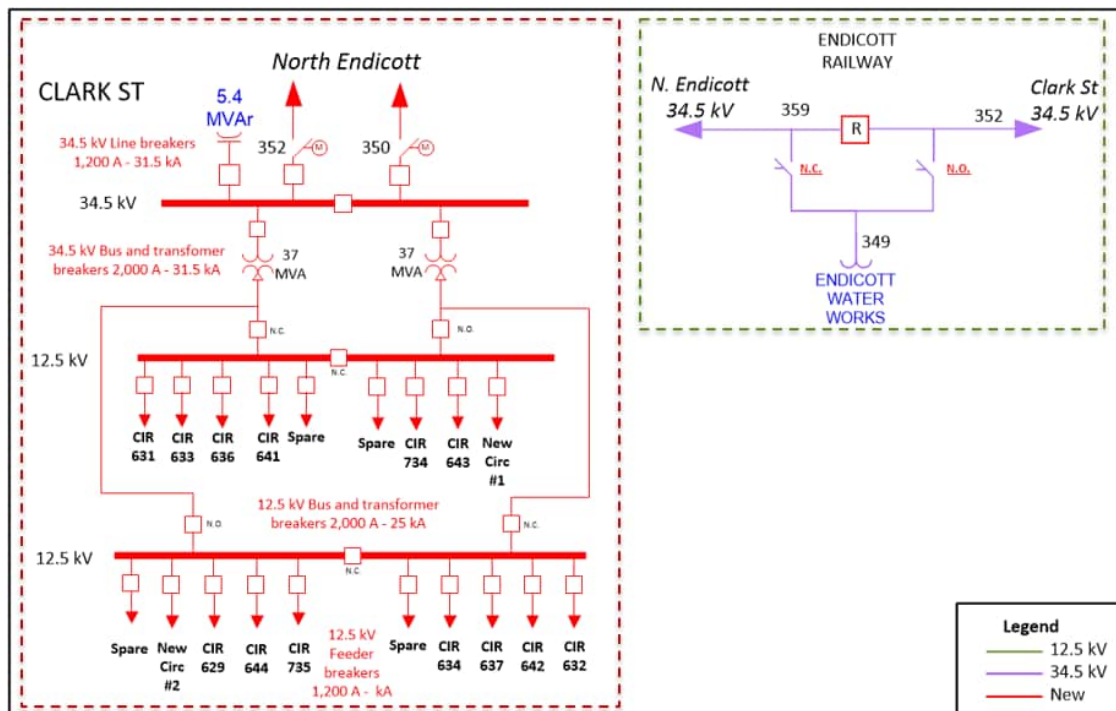 CLARK ST
North Endicott
5.4
MVAr
34.5 kV Line breakers
1,200 A - 31.5 kA
352
M
350
M
34.5 kV
34.5 kV Bus and transfomer
breakers 2,000 A - 31.5 kA
37
MVA
37
MVA
N.C.
N.O.
12.5 kV
N.C.
CIR
631
CIR
633
CIR
636
CIR
641
Spare
Spare
CIR
734
CIR
643
New
Circ
#1
12.5 kV Bus and transformer
breakers 2,000 A - 25 kA
N.O.
N.C.
12.5 kV
N.C.
Spare
New
Circ
#2
CIR
629
CIR
644
CIR
735
12.5 kV
Feeder
breakers
1,200 A - kA
Spare
CIR
634
CIR
637
CIR
642
CIR
632
ENDICOTT
RAILWAY
N. Endicott
34.5 kV
359
R
352
Clark St
34.5 kV
N.C.
N.O.
349
ENDICOTT
WATER
WORKS
Legend
12.5 kV
34.5 kV
New